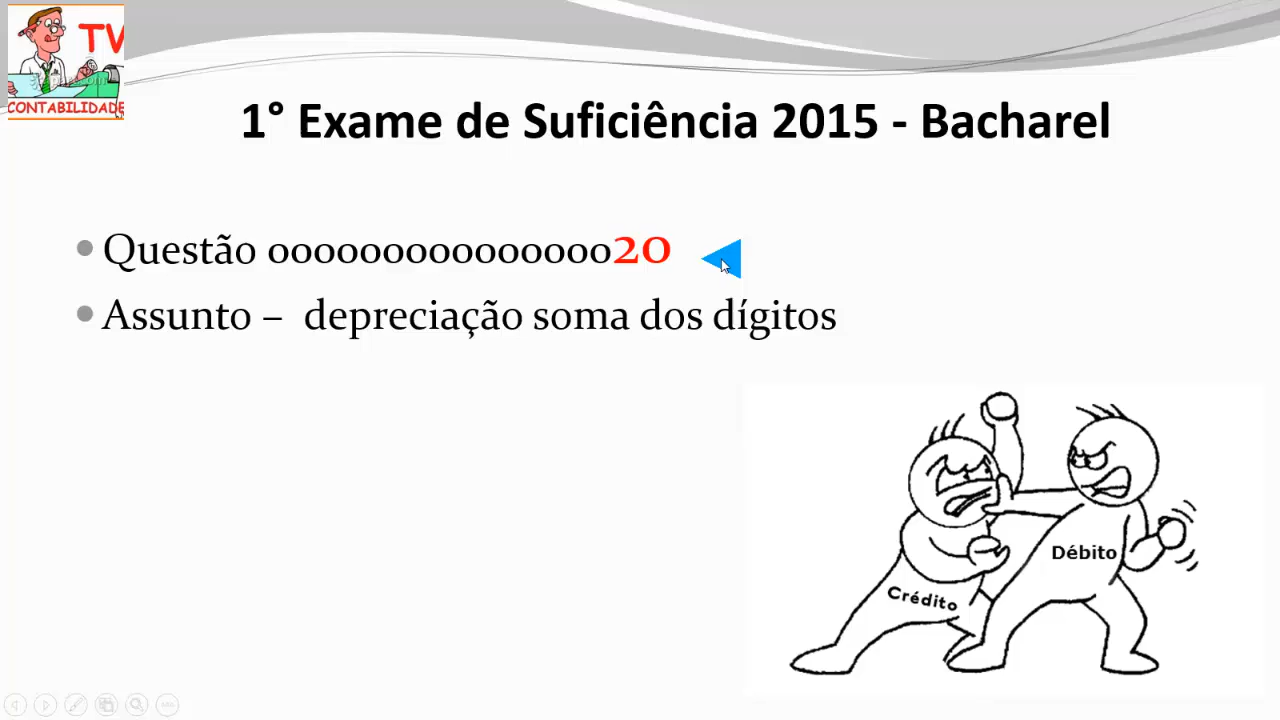 TV
CONTABILIDADE
1° Exame de Suficiência 2015 - Bacharel
Questão ooooooooooooooo20
Assunto – depreciação soma dos dígitos
Débito
Crédito